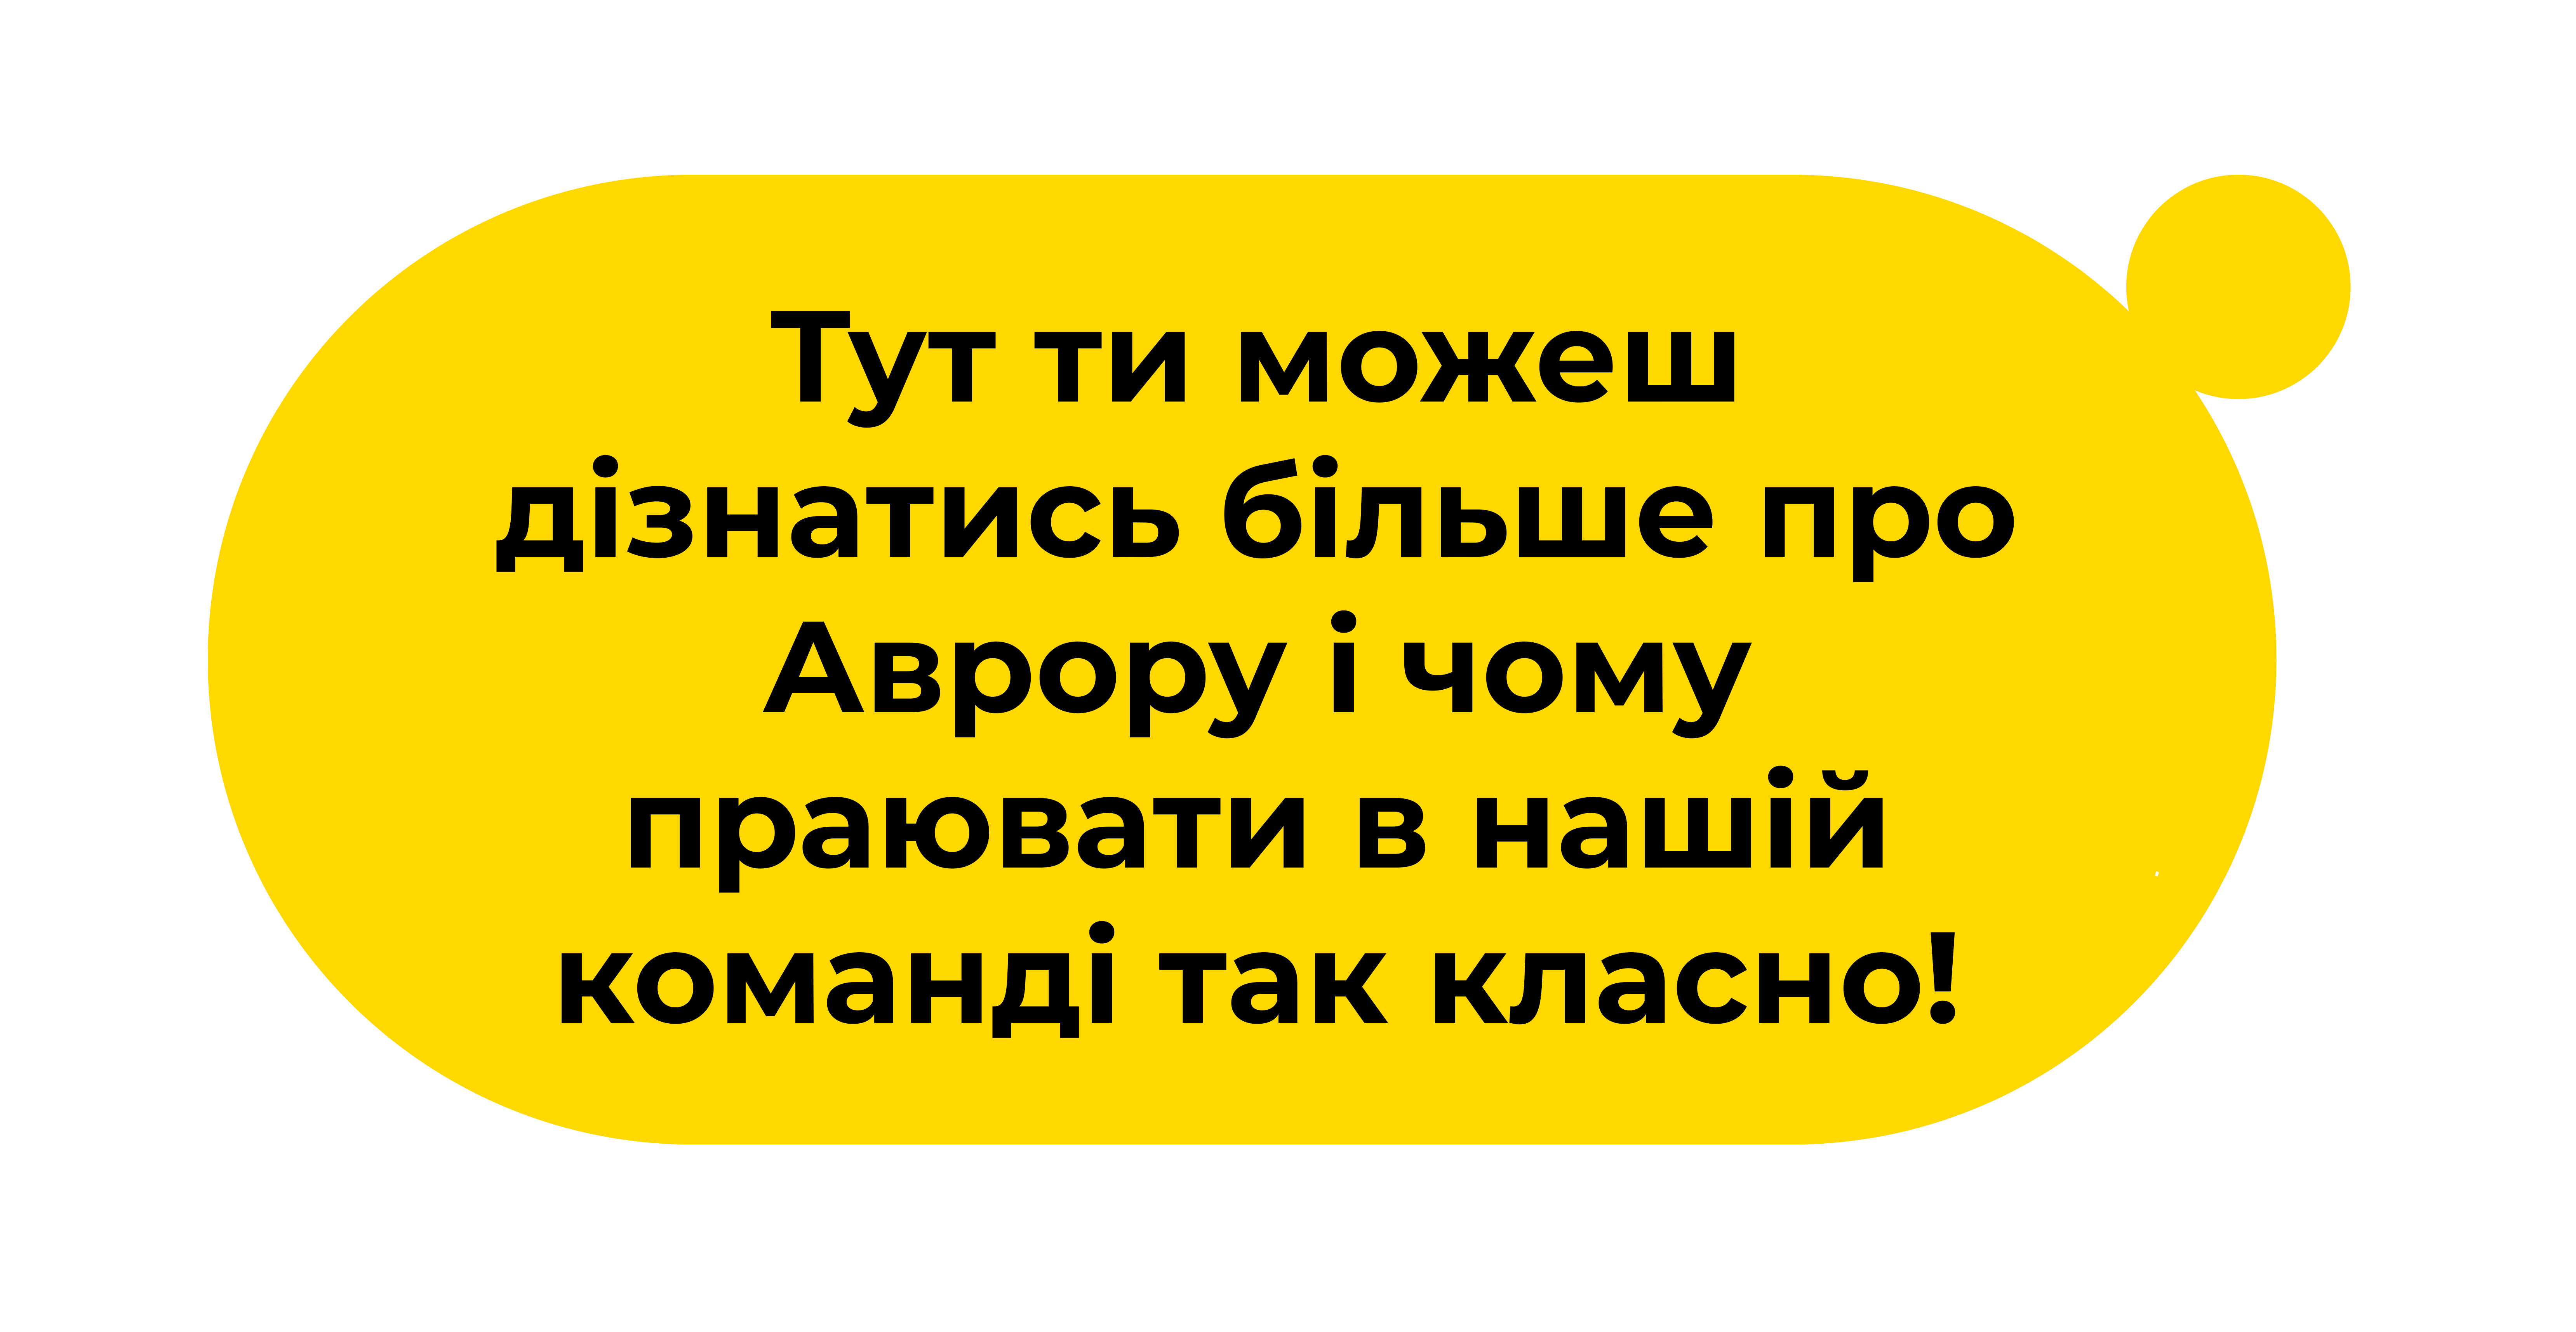 Тут ти можеш
дізнатись більше про
Аврору і чому
праювати в нашій
команді так класно!